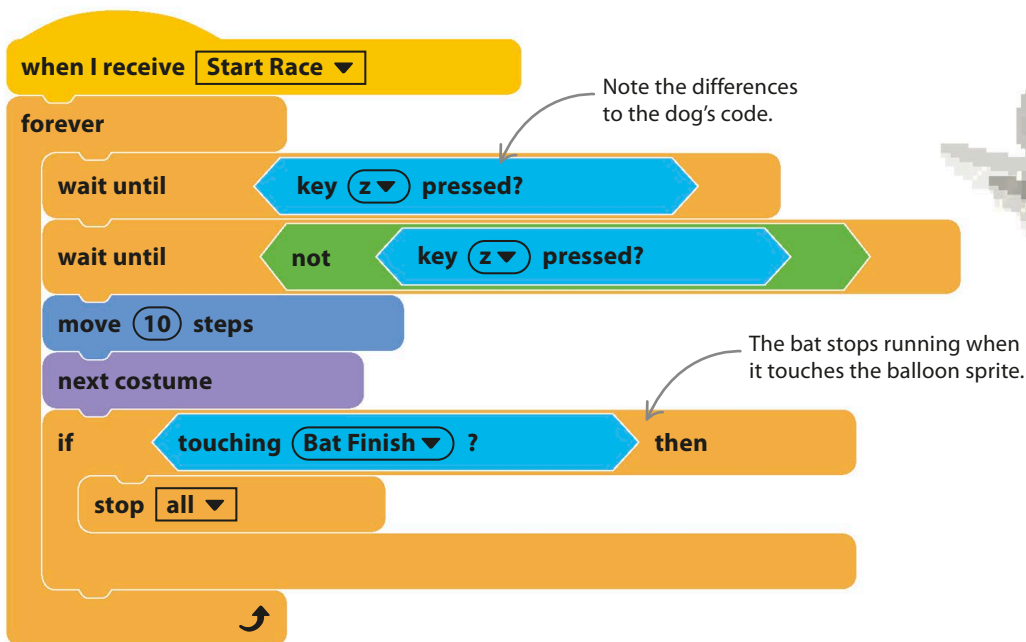 when I receive Start Race
forever
Note the differences
to the dog's code.
wait until key z pressed?
wait until not key z pressed?
move 10 steps
next costume
The bat stops running when
it touches the balloon sprite.
if touching Bat Finish ? then
stop all